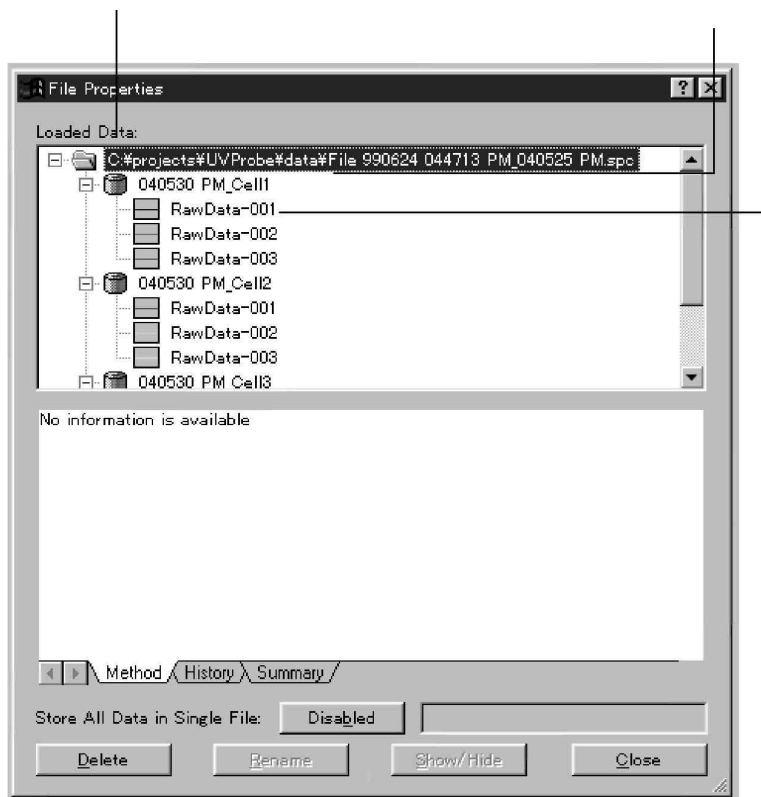 File Properties
Loaded Data:
C:¥projects¥UVProbe¥data¥File 990624 044713 PM_040525 PM.spc
040530 PM_Cell1
RawData-001
RawData-002
RawData-003
040530 PM_Cell2
RawData-001
RawData-002
RawData-003
040530 PM Cell3
No information is available
Method History Summary
Store All Data in Single File: Disabled
Delete Rename Show/Hide Close